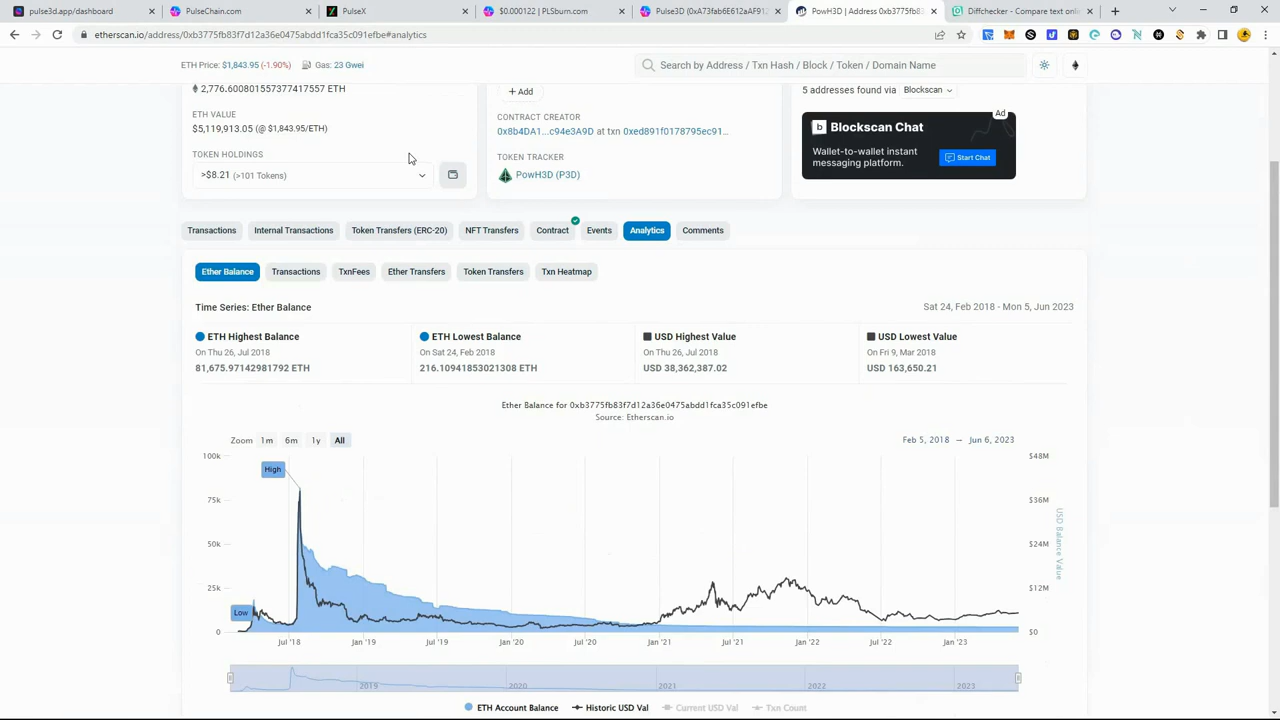 pulse3d.app/dashboard
PulseChain.com
PulseX
$0.000122 | PLSburn.com
Pulse3D (0xA73fab6E612aAF91
PowH3D | Address 0xb3775fb83
Diffchecker - Compare text onlin
etherscan.io/address/0xb3775fb83f7d12a36e0475abdd1fca35c091efbe#analytics
ETH Price: $1,843.95 (-1.90%) Gas: 23 Gwei
Search by Address / Txn Hash / Block / Token / Domain Name
2,776.600801557377417557 ETH
ETH VALUE
$5,119,913.05 (@ $1,843.95/ETH)
TOKEN HOLDINGS
>$8.21 (>101 Tokens)
+ Add
CONTRACT CREATOR
0x8b4DA1...c94e3A9D at txn 0xed891f0178795ec91...
TOKEN TRACKER
PowH3D (P3D)
5 addresses found via Blockscan
Ad
Blockscan Chat
Wallet-to-wallet instant
messaging platform.
Start Chat
Transactions Internal Transactions Token Transfers (ERC-20) NFT Transfers Contract Events Analytics Comments
Ether Balance Transactions TxnFees Ether Transfers Token Transfers Txn Heatmap
Time Series: Ether Balance
Sat 24, Feb 2018 - Mon 5, Jun 2023
ETH Highest Balance
On Thu 26, Jul 2018
81,675.97142981792 ETH
ETH Lowest Balance
On Sat 24, Feb 2018
216.10941853021308 ETH
USD Highest Value
On Thu 26, Jul 2018
USD 38,362,387.02
USD Lowest Value
On Fri 9, Mar 2018
USD 163,650.21
Ether Balance for 0xb3775fb83f7d12a36e0475abdd1fca35c091efbe
Source: Etherscan.io
Zoom 1m 6m 1y All
Feb 5, 2018 → Jun 6, 2023
100k
75k
50k
25k
0
High
Low
$48M
$36M
$24M
$12M
$0
USD Balance Value
Jul '18 Jan '19 Jul '19 Jan '20 Jul '20 Jan '21 Jul '21 Jan '22 Jul '22 Jan '23
2019 2020 2021 2022 2023
ETH Account Balance Historic USD Val Current USD Val Txn Count